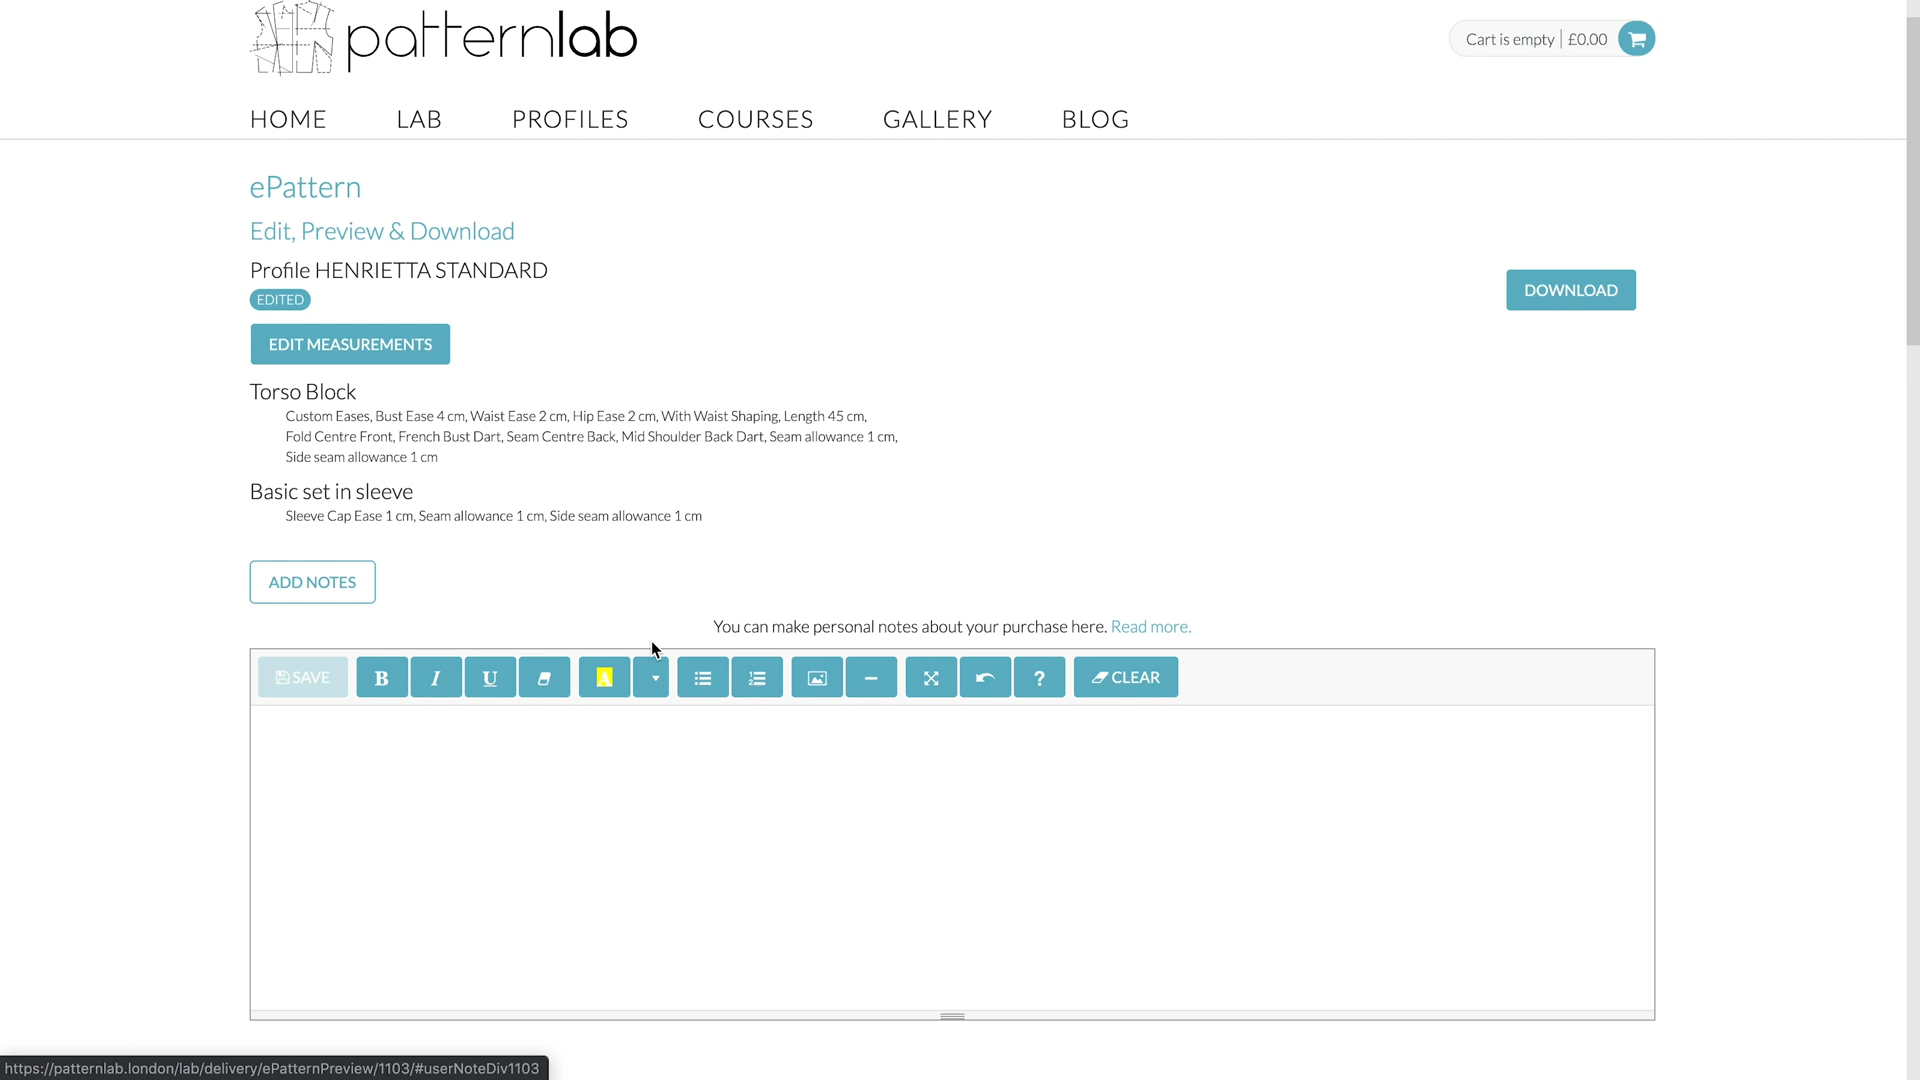 patternlab
Cart is empty | £0.00
HOME LAB PROFILES COURSES GALLERY BLOG
ePattern
Edit, Preview & Download
Profile HENRIETTA STANDARD
EDITED
DOWNLOAD
EDIT MEASUREMENTS
Torso Block
Custom Eases, Bust Ease 4 cm, Waist Ease 2 cm, Hip Ease 2 cm, With Waist Shaping, Length 45 cm,
Fold Centre Front, French Bust Dart, Seam Centre Back, Mid Shoulder Back Dart, Seam allowance 1 cm,
Side seam allowance 1 cm
Basic set in sleeve
Sleeve Cap Ease 1 cm, Seam allowance 1 cm, Side seam allowance 1 cm
ADD NOTES
You can make personal notes about your purchase here. Read more.
SAVE B I U A ? CLEAR
https://patternlab.london/lab/delivery/ePatternPreview/1103/#userNoteDiv1103